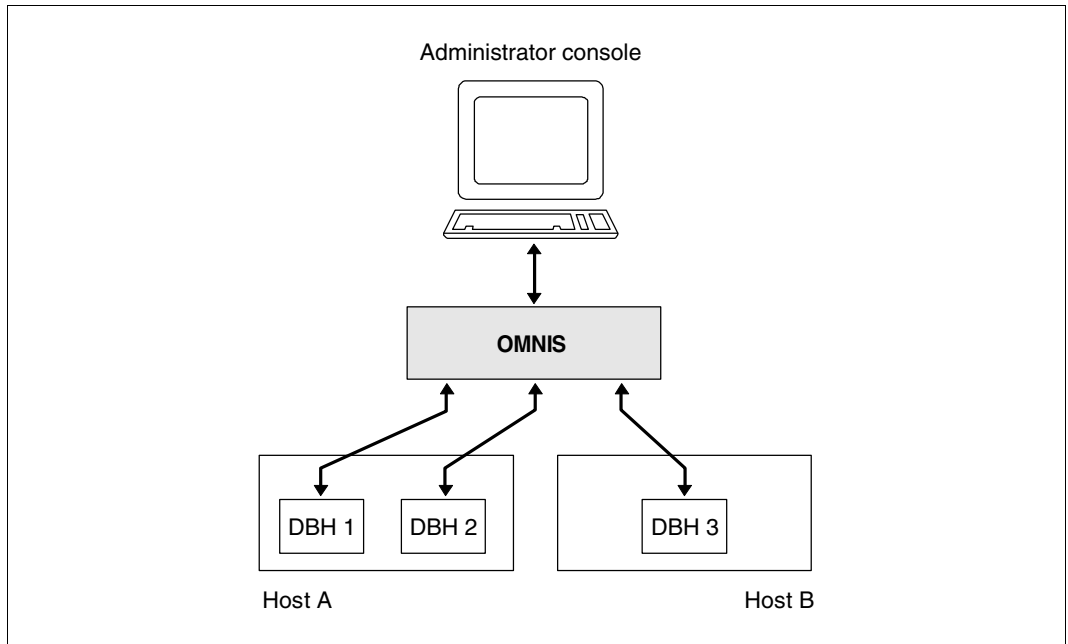 Administrator console
OMNIS
DBH 1
DBH 2
DBH 3
Host A
Host B